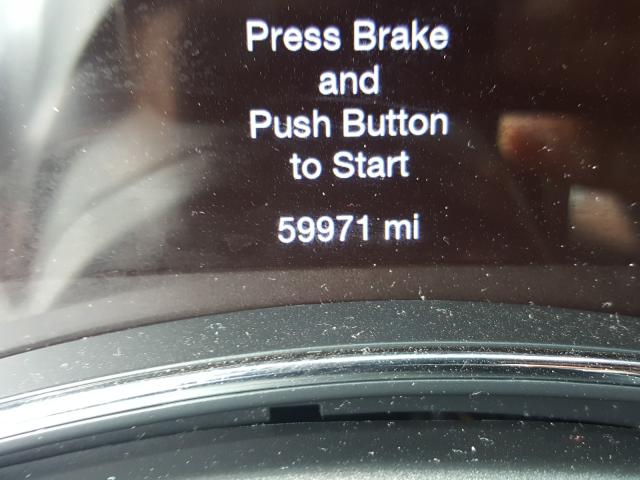 Press Brake
and
Push Button
to Start
59971 mi